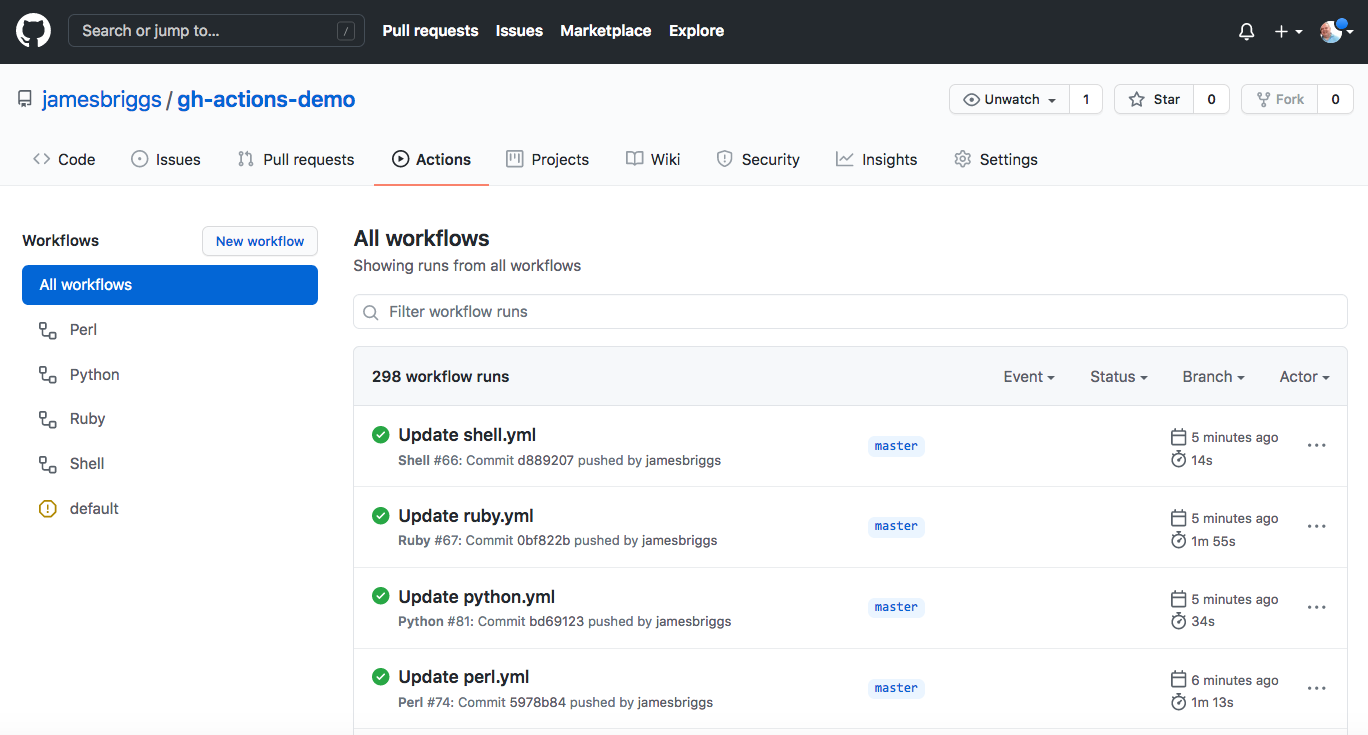 Search or jump to... / Pull requests Issues Marketplace Explore
jamesbriggs / gh-actions-demo Unwatch 1 Star 0 Fork 0
Code Issues Pull requests Actions Projects Wiki Security Insights Settings
Workflows New workflow
All workflows
Perl
Python
Ruby
Shell
default
All workflows
Showing runs from all workflows
Filter workflow runs
298 workflow runs Event Status Branch Actor
Update shell.yml
Shell #66: Commit d889207 pushed by jamesbriggs
master
5 minutes ago
14s
Update ruby.yml
Ruby #67: Commit 0bf822b pushed by jamesbriggs
master
5 minutes ago
1m 55s
Update python.yml
Python #81: Commit bd69123 pushed by jamesbriggs
master
5 minutes ago
34s
Update perl.yml
Perl #74: Commit 5978b84 pushed by jamesbriggs
master
6 minutes ago
1m 13s